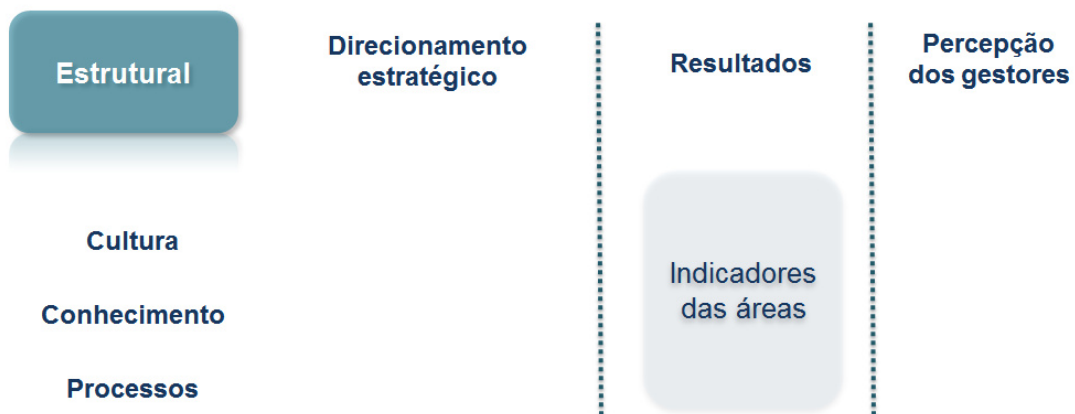 Estrutural
Direcionamento
estratégico
Resultados
Percepção
dos gestores
Cultura
Conhecimento
Processos
Indicadores
das áreas